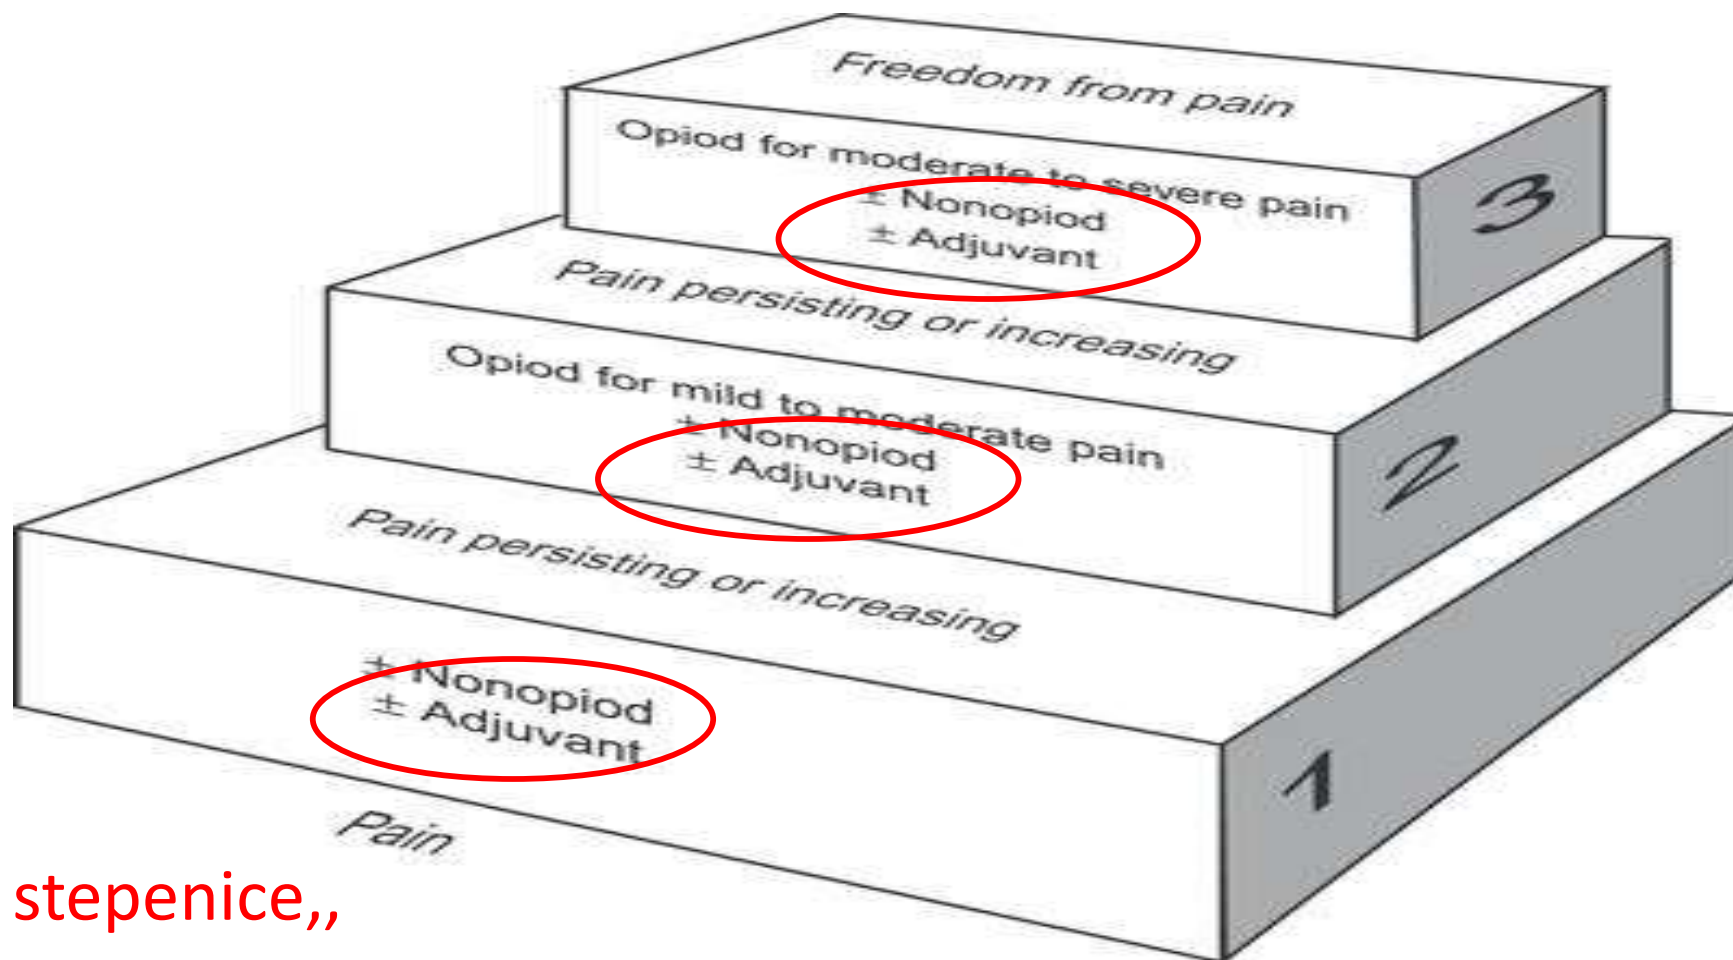 Freedom from pain
Opiod for moderate to severe pain
± Nonopiod
± Adjuvant
3
Pain persisting or increasing
Opiod for mild to moderate pain
± Nonopiod
± Adjuvant
2
Pain persisting or increasing
± Nonopiod
± Adjuvant
1
Pain
stepenice,,